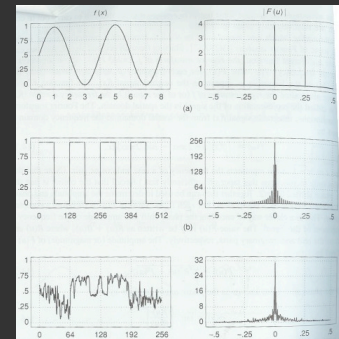 f(x) |F(u)|
1 .75 .5 .25 0
0 1 2 3 4 5 6 7 8
4 3 2 1 0
-.5 -.25 0 .25 .5
(a)
1 .75 .5 .25 0
0 128 256 384 512
256 192 128 64 0
-.5 -.25 0 .25 .5
(b)
1 .75 .5 .25 0
0 64 128 192 256
32 24 16 8 0
-.5 -.25 0 .25 .5